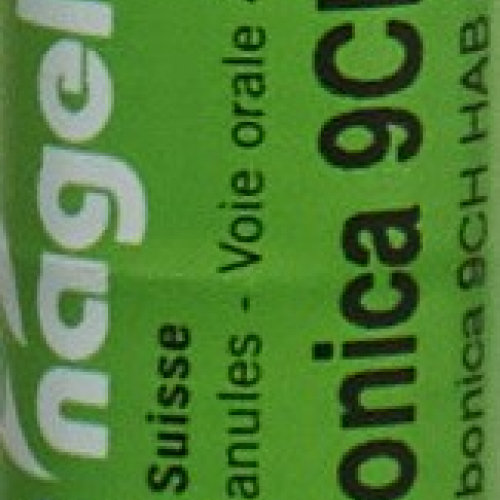 nagel
Suisse
anules - Voie orale
onica 9CH
bonica 9CH HAB